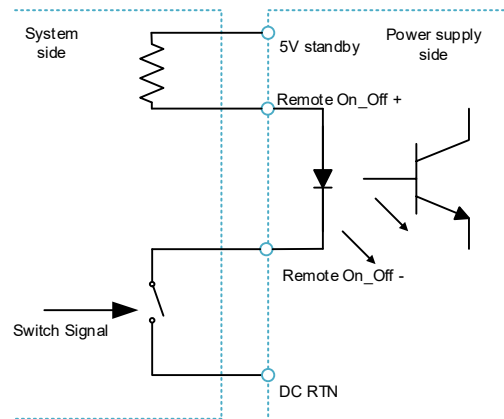 System
side
5V standby
Power supply
side
Remote On_Off +
Remote On_Off -
Switch Signal
DC RTN